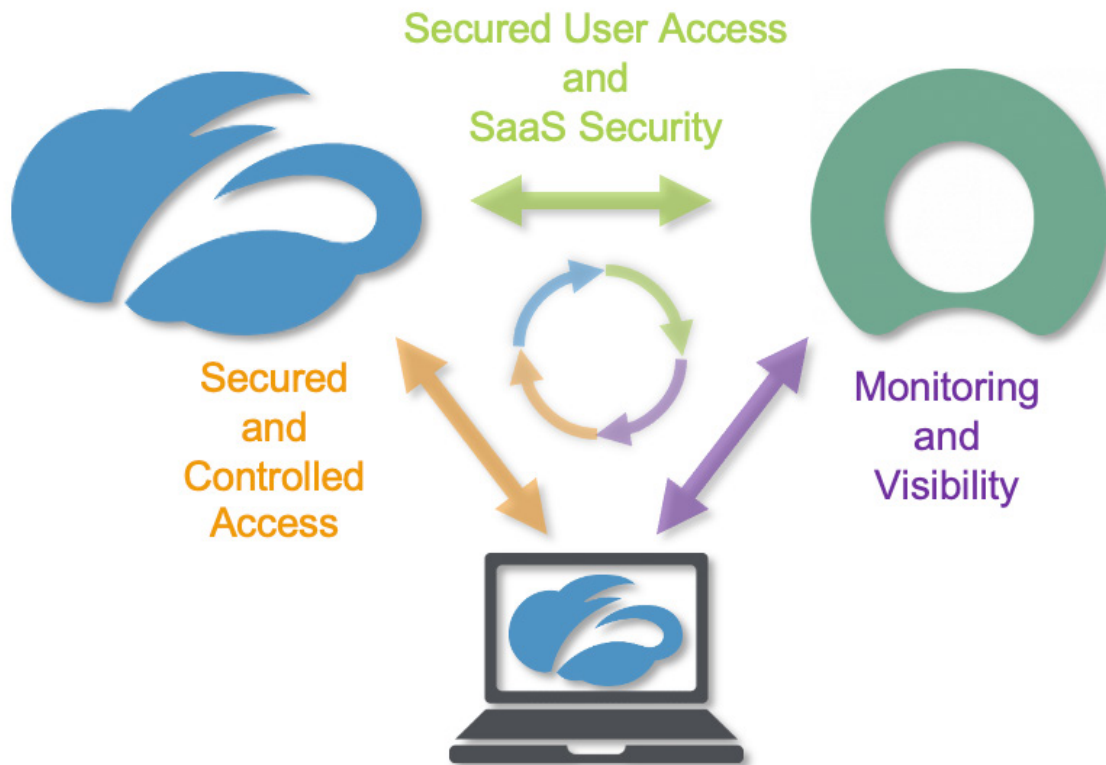 Secured User Access
and
SaaS Security
Secured
and
Controlled
Access
Monitoring
and
Visibility